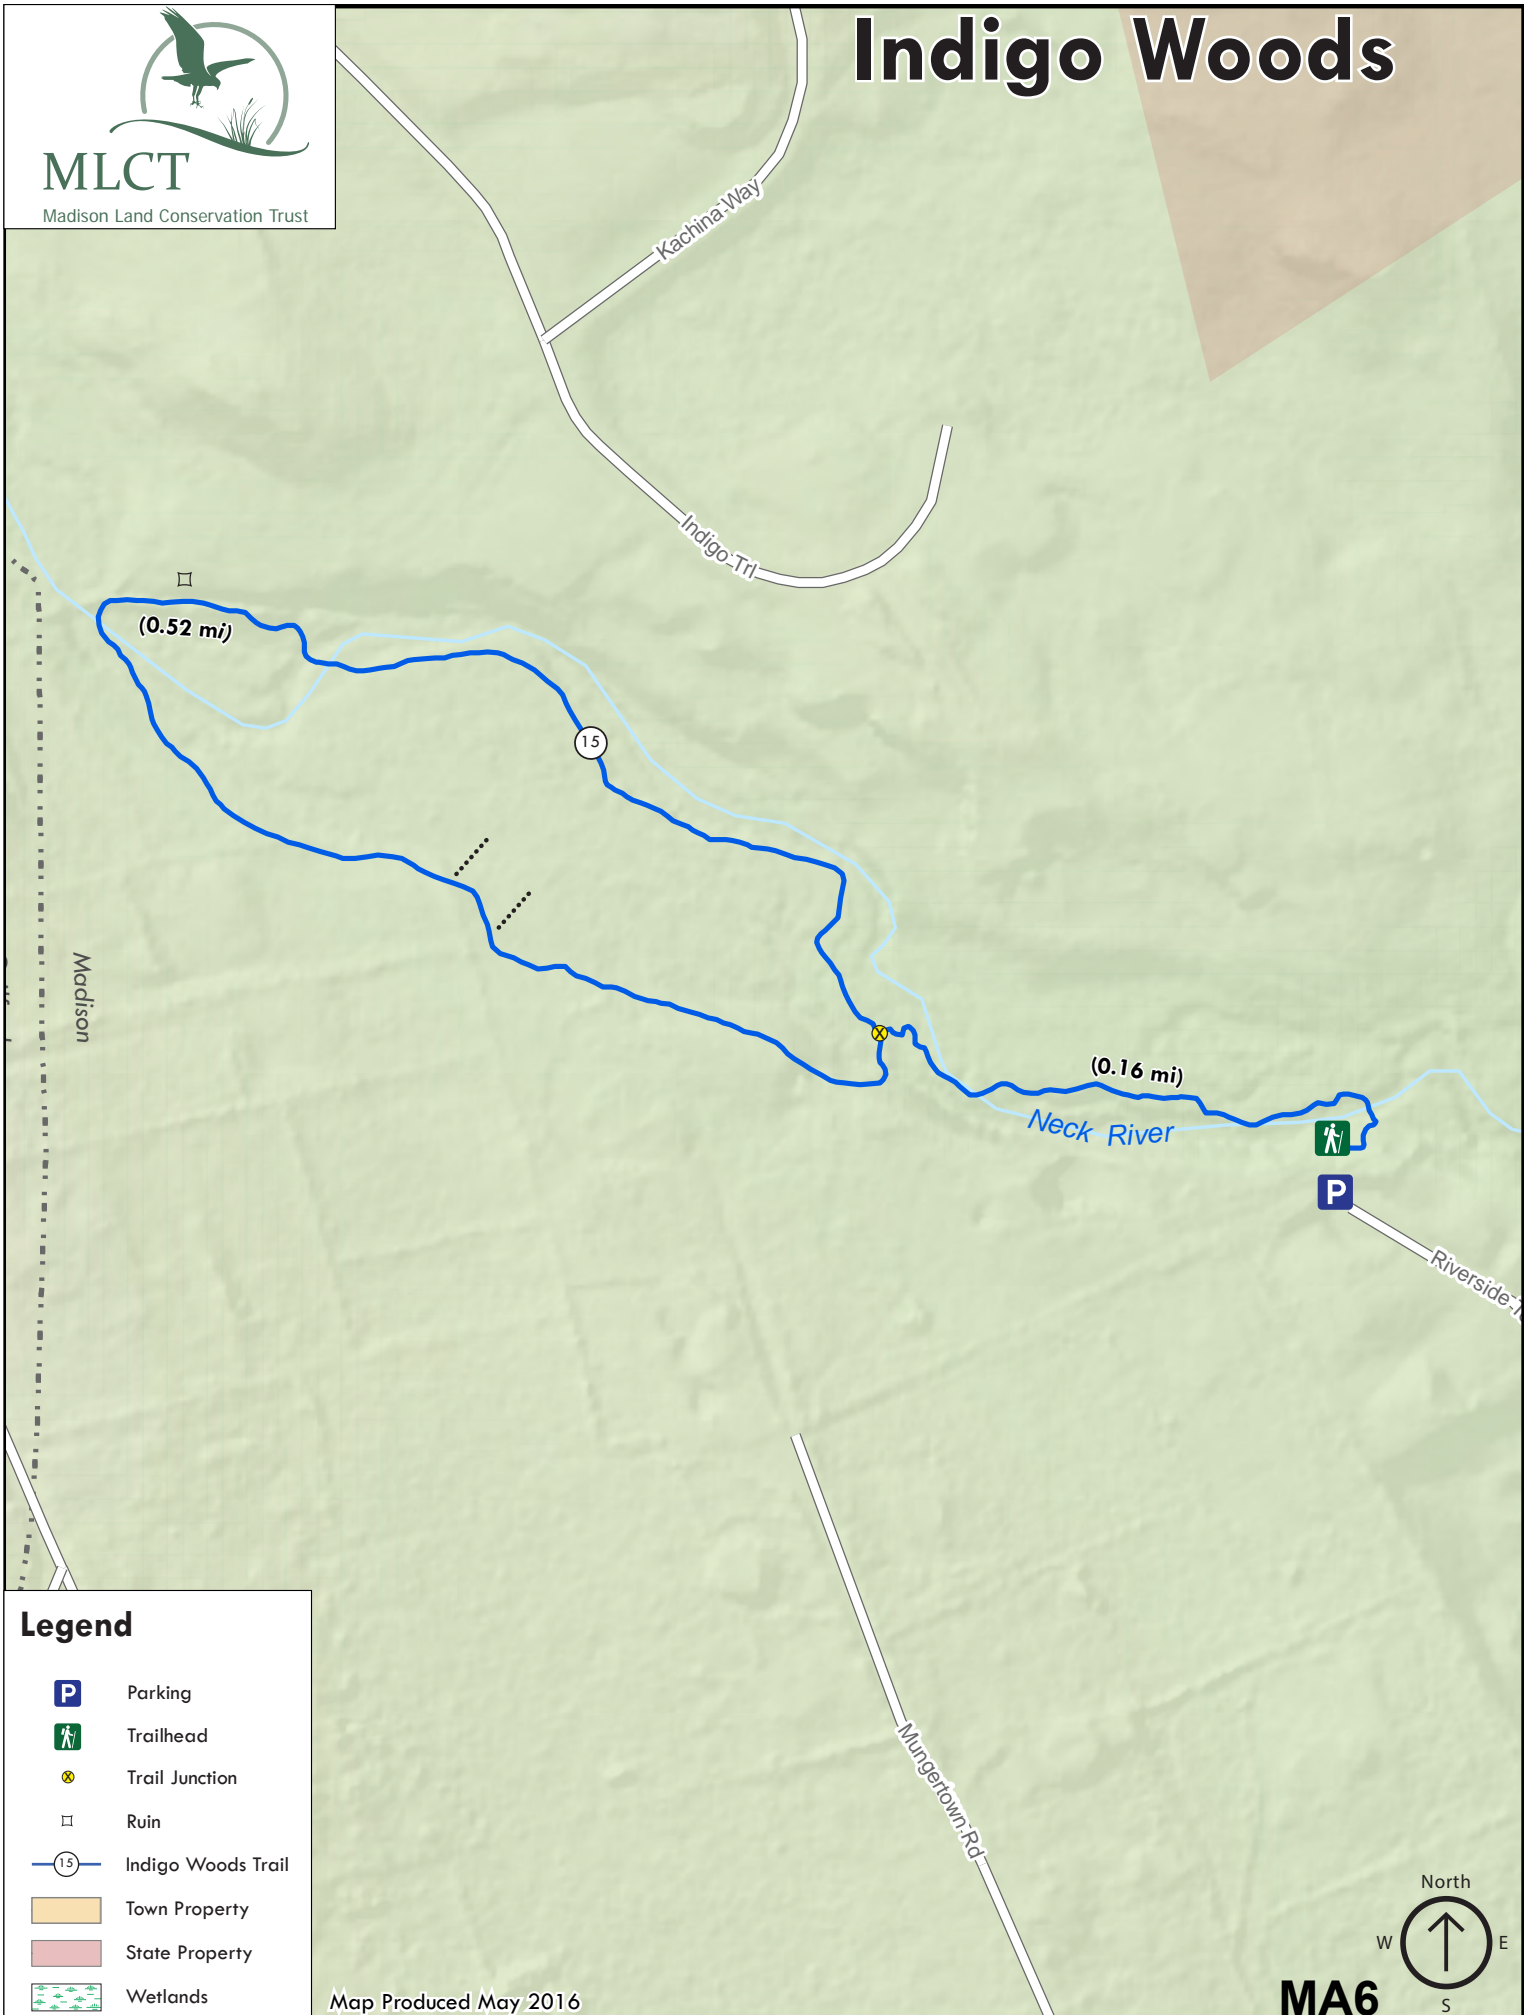 Indigo Woods
MLCT
Madison Land Conservation Trust
Kachina Way
Indigo Trl
(0.52 mi)
15
Madison
X
(0.16 mi)
Neck River
P
Riverside
Mungertown Rd
Legend
P Parking
Trailhead
X Trail Junction
Ruin
15 Indigo Woods Trail
Town Property
State Property
Wetlands
Map Produced May 2016
MA6
North
W E
S